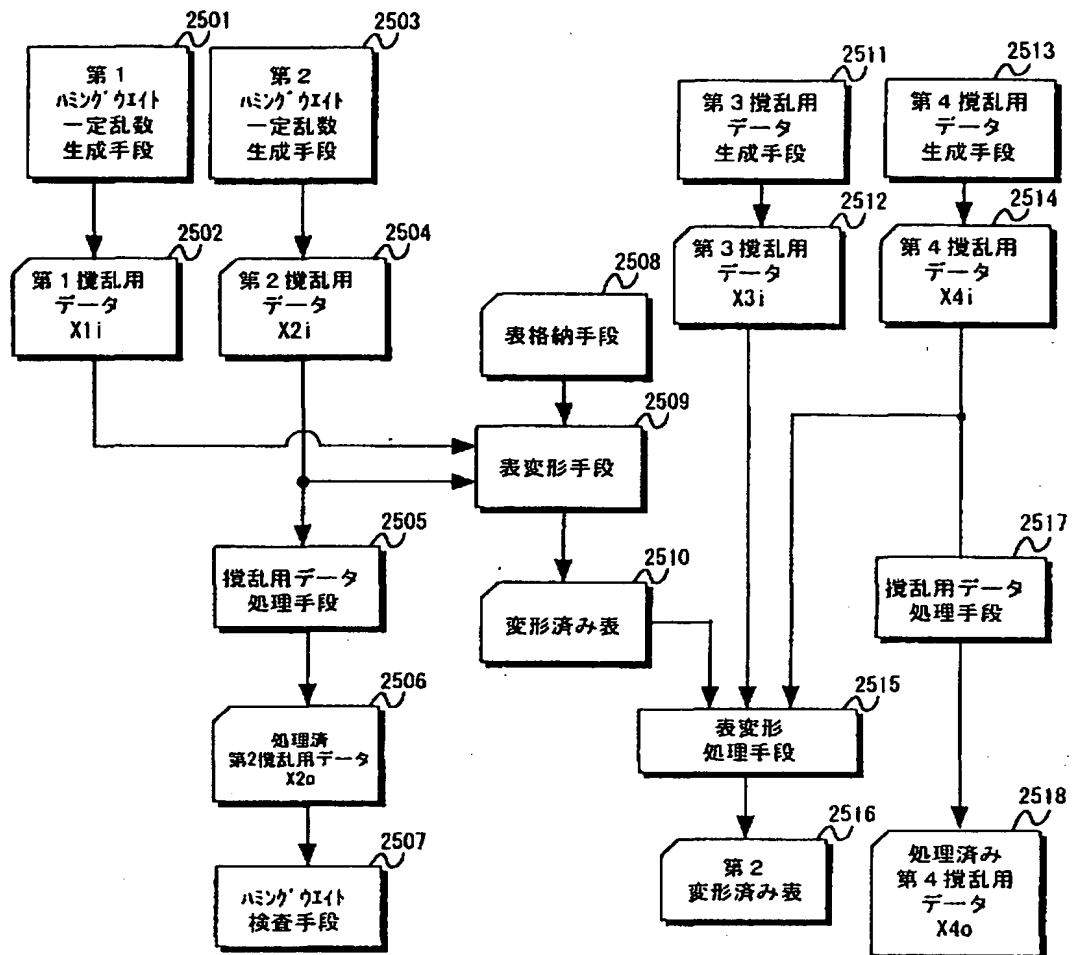 2501
第1
ハミングウエイト
一定乱数
生成手段
2503
第2
ハミングウエイト
一定乱数
生成手段
2511
第3撹乱用
データ
生成手段
2513
第4撹乱用
データ
生成手段
2502
第1撹乱用
データ
X1i
2504
第2撹乱用
データ
X2i
2508
表格納手段
2512
第3撹乱用
データ
X3i
2514
第4撹乱用
データ
X4i
2509
表変形手段
2505
撹乱用データ
処理手段
2510
変形済み表
2517
撹乱用データ
処理手段
2506
処理済
第2撹乱用データ
X2o
2515
表変形
処理手段
2507
ハミングウエイト
検査手段
2516
第2
変形済み表
2518
処理済み
第4撹乱用
データ
X4o